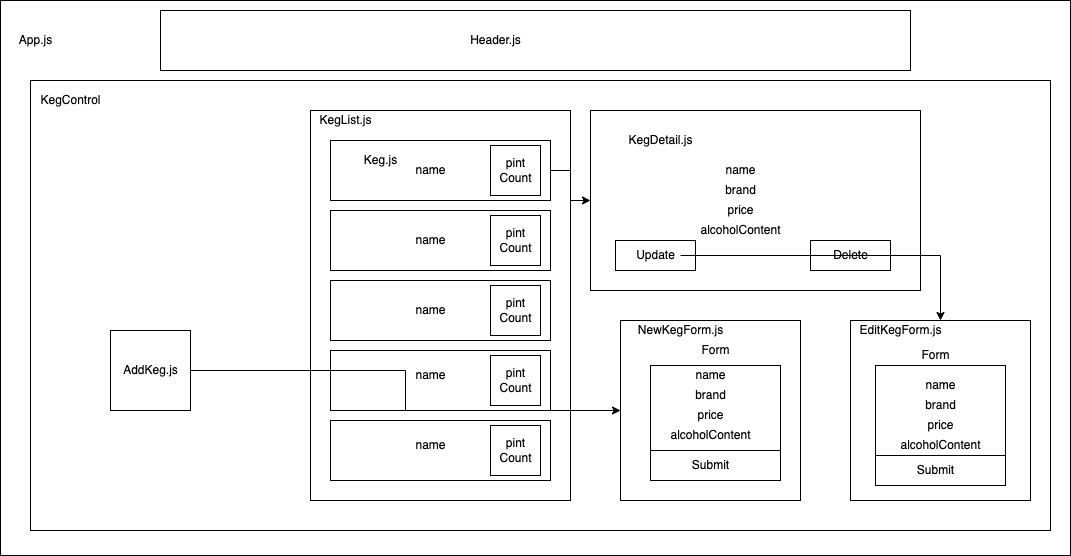 App.js
Header.js
KegControl
KegList.js
Keg.js
name
pint
Count
name
pint
Count
name
pint
Count
name
pint
Count
name
pint
Count
KegDetail.js
name
brand
price
alcoholContent
Update
Delete
AddKeg.js
NewKegForm.js
Form
name
brand
price
alcoholContent
Submit
EditKegForm.js
Form
name
brand
price
alcoholContent
Submit